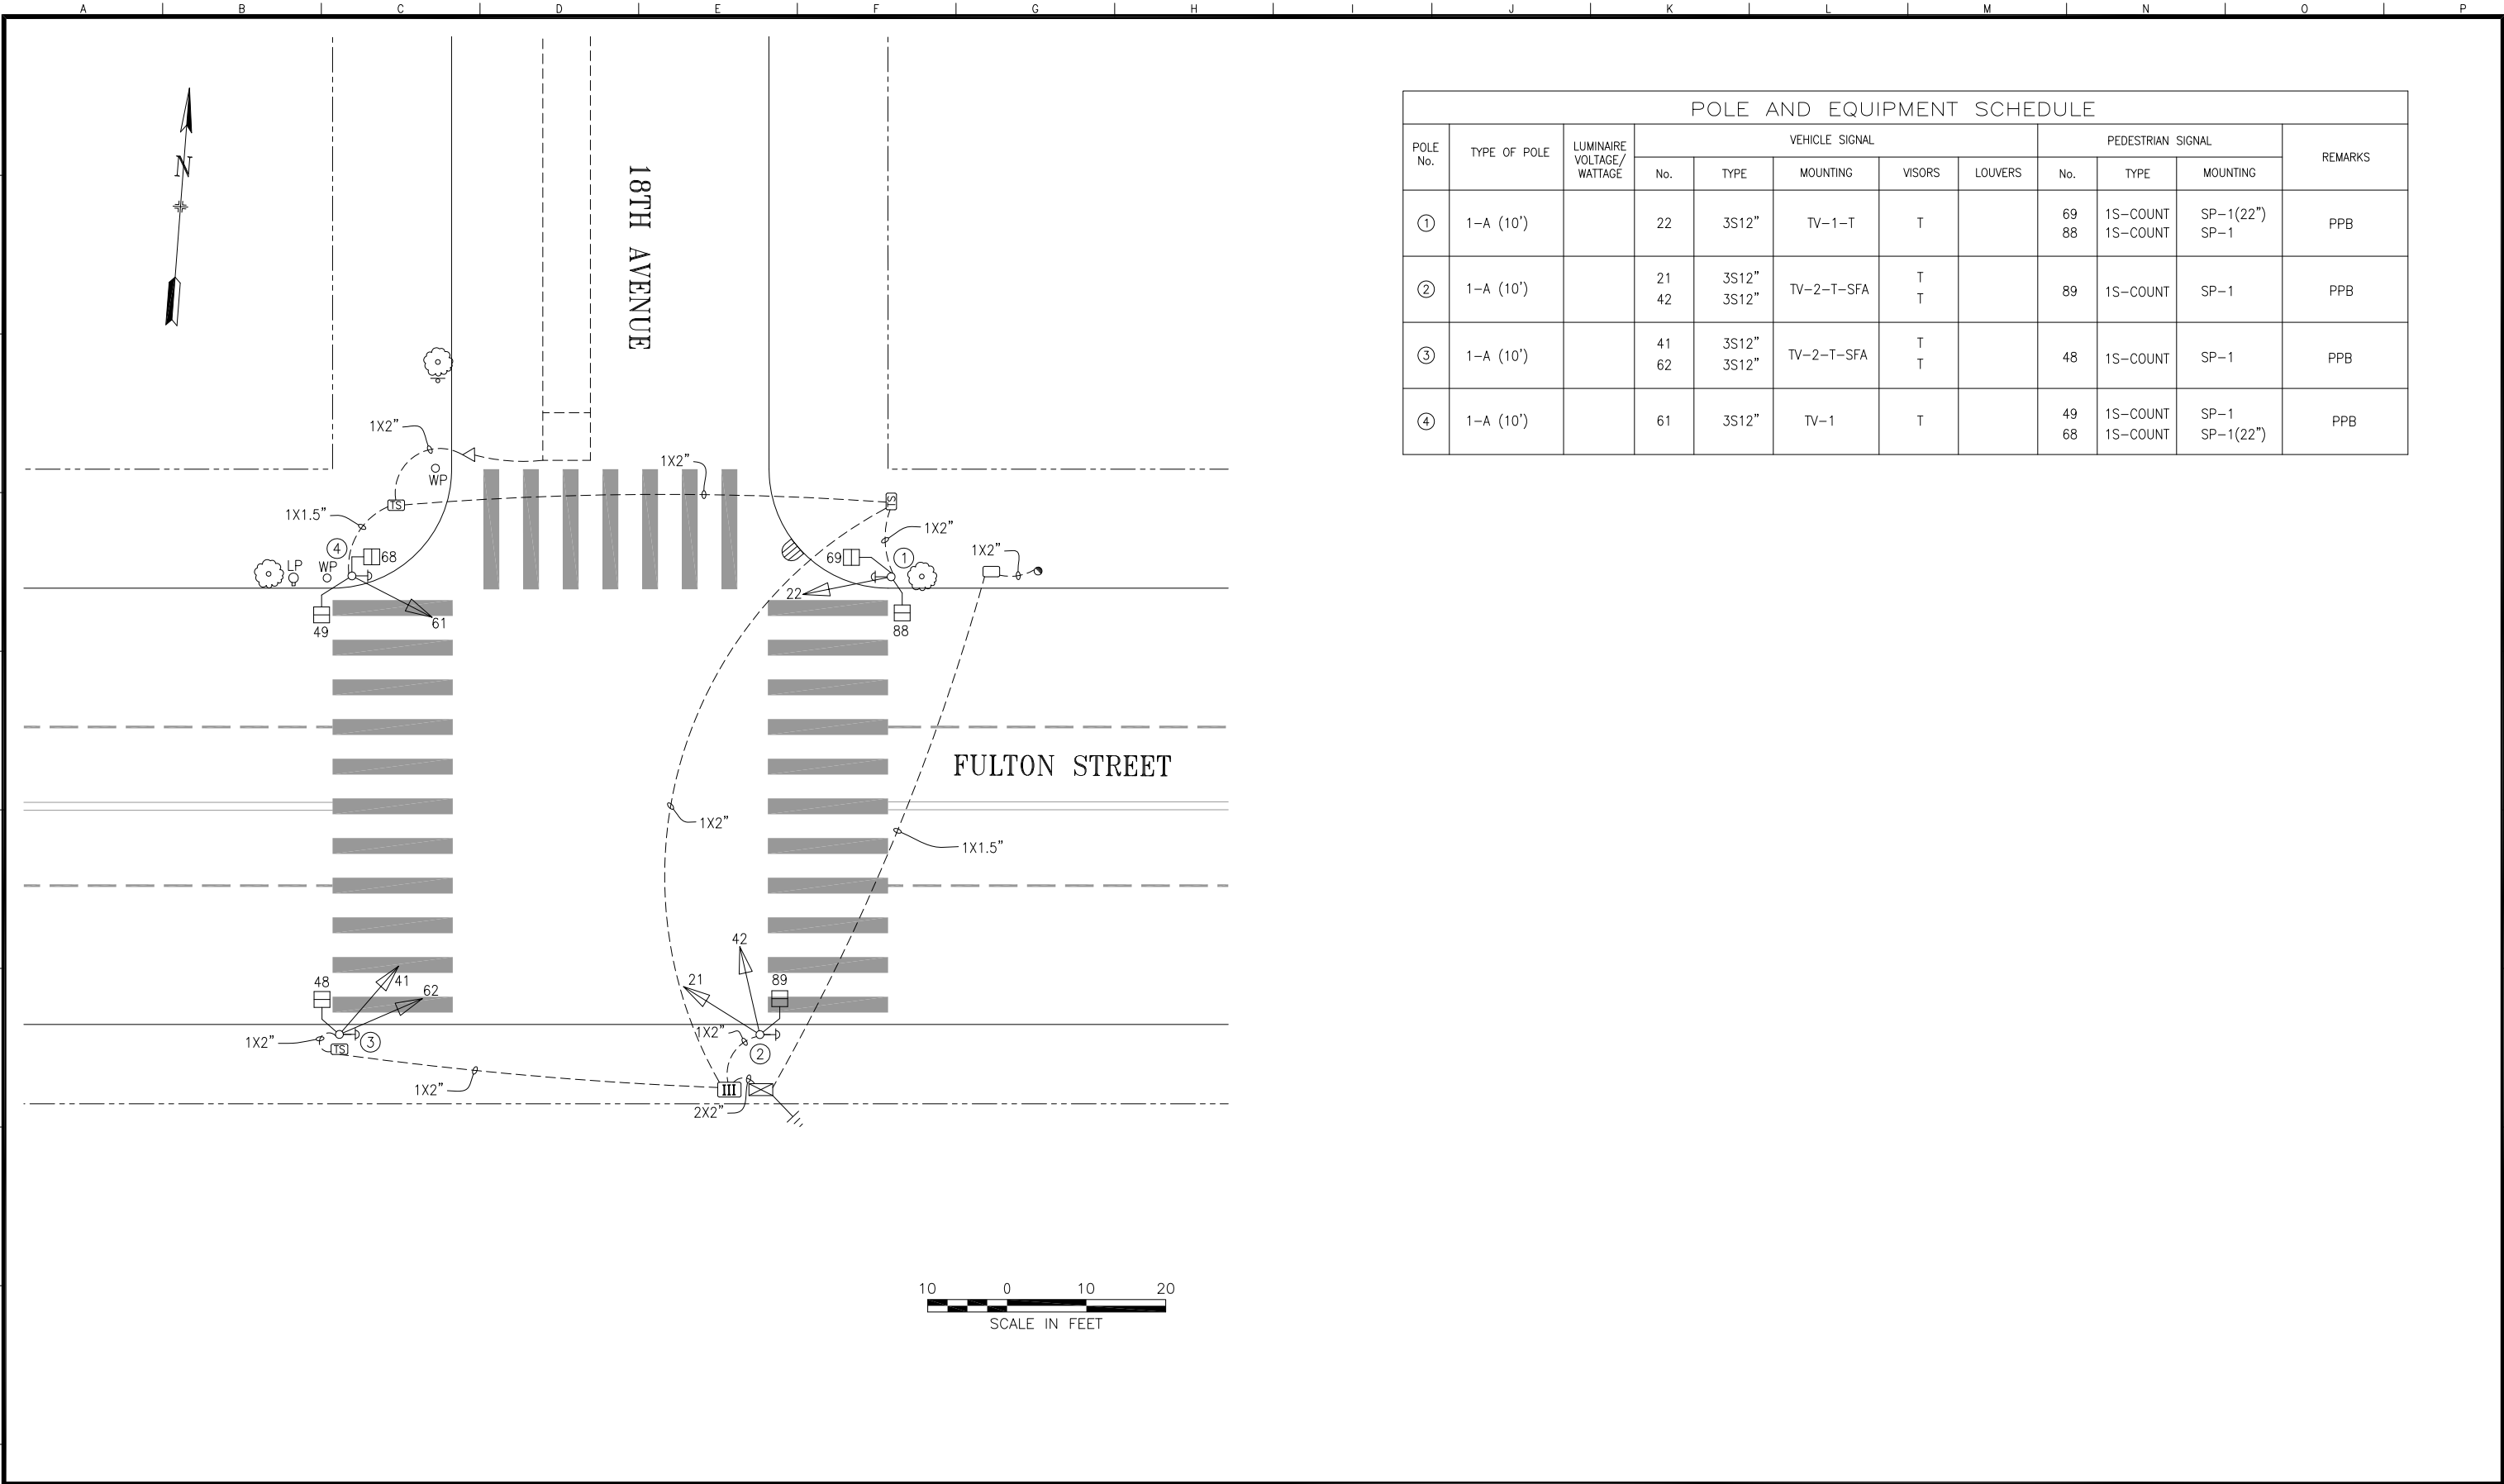 A B C D E F G H I J K L M N O P
N
18TH AVENUE
POLE AND EQUIPMENT SCHEDULE
POLE No.
TYPE OF POLE
LUMINAIRE VOLTAGE/ WATTAGE
VEHICLE SIGNAL
PEDESTRIAN SIGNAL
REMARKS
No. TYPE MOUNTING VISORS LOUVERS No. TYPE MOUNTING
1 1-A (10') 22 3S12" TV-1-T T 69 1S-COUNT SP-1(22") PPB
88 1S-COUNT SP-1
2 1-A (10') 21 3S12" TV-2-T-SFA T 89 1S-COUNT SP-1 PPB
42 3S12" T
3 1-A (10') 41 3S12" TV-2-T-SFA T 48 1S-COUNT SP-1 PPB
62 3S12" T
4 1-A (10') 61 3S12" TV-1 T 49 1S-COUNT SP-1 PPB
68 1S-COUNT SP-1(22")
1X2"
1X2"
WP
TS
TS
1X1.5"
1X2"
4
68
69
1
1X2"
LP
WP
22
49
61
88
FULTON STREET
1X2"
1X1.5"
42
48
41
21
89
62
1X2"
3
TS
1X2"
2
1X2"
III
2X2"
10 0 10 20
SCALE IN FEET